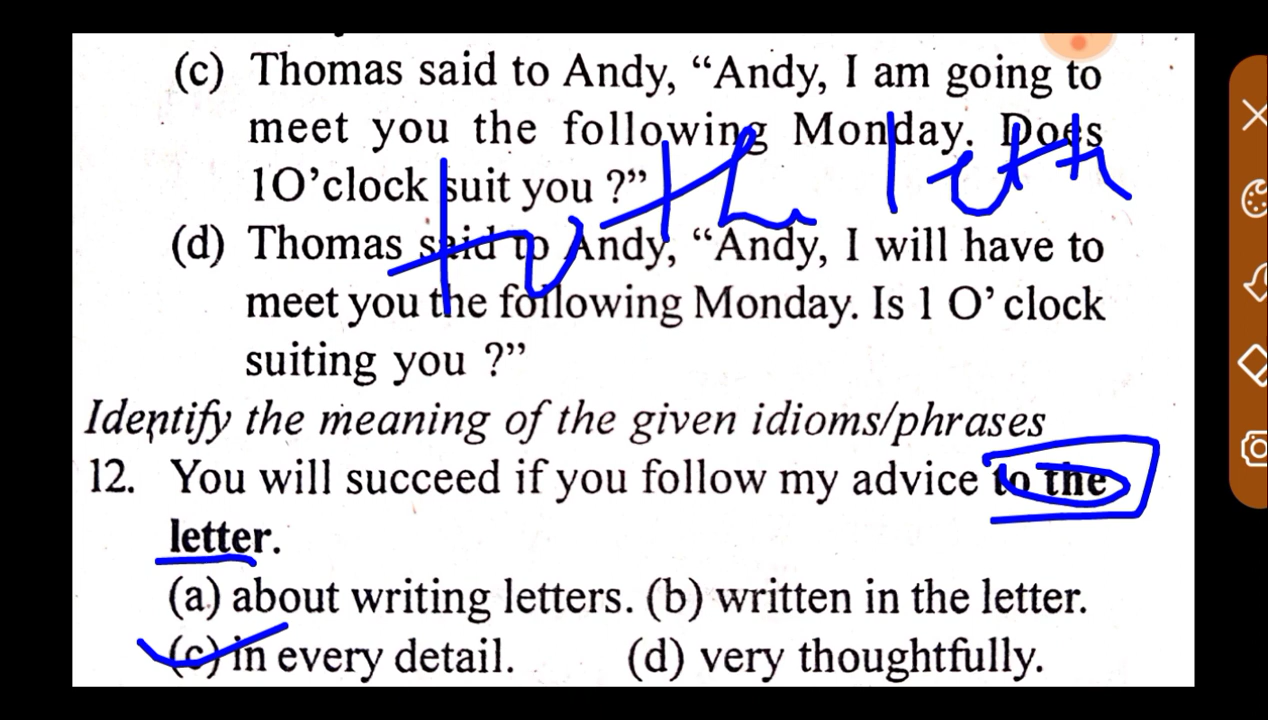 (c) Thomas said to Andy, “Andy, I am going to
meet you the following Monday. Does
1O’clock suit you ?”
(d) Thomas said to Andy, “Andy, I will have to
meet you the following Monday. Is 1 O’ clock
suiting you ?”
to the lett
Identify the meaning of the given idioms/phrases
12. You will succeed if you follow my advice to the
letter.
(a) about writing letters. (b) written in the letter.
(c) in every detail. (d) very thoughtfully.